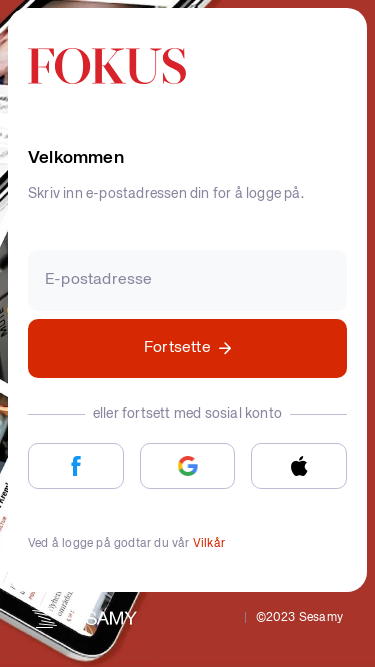 FOKUS
Velkommen
Skriv inn e-postadressen din for å logge på.
E-postadresse
Fortsette →
eller fortsett med sosial konto
Ved å logge på godtar du vår Vilkår
©2023 Sesamy